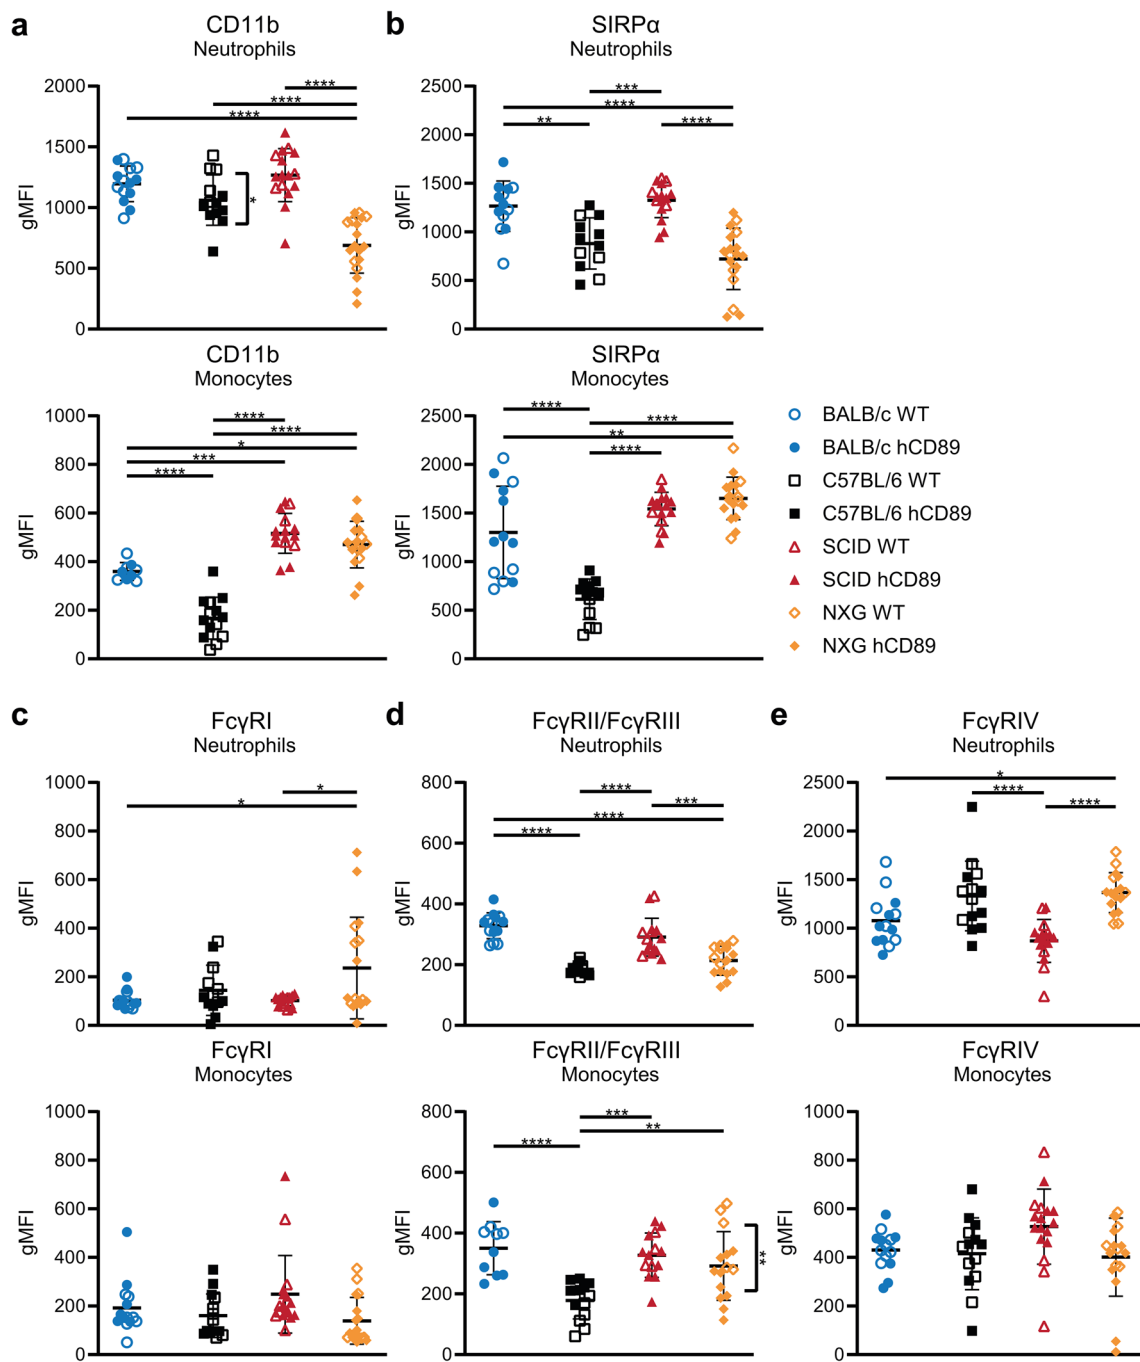 a
CD11b
Neutrophils
gMFI
2000
1500
1000
500
0
****
****
****
*
b
SIRPα
Neutrophils
gMFI
2500
2000
1500
1000
500
0
***
****
**
****
CD11b
Monocytes
gMFI
1000
800
600
400
200
0
****
****
*
***
****
SIRPα
Monocytes
gMFI
2500
2000
1500
1000
500
0
****
****
**
****
BALB/c WT
BALB/c hCD89
C57BL/6 WT
C57BL/6 hCD89
SCID WT
SCID hCD89
NXG WT
NXG hCD89
c
FcγRI
Neutrophils
gMFI
1000
800
600
400
200
0
*
*
d
FcγRII/FcγRIII
Neutrophils
gMFI
800
600
400
200
0
****
***
****
****
e
FcγRIV
Neutrophils
gMFI
2500
2000
1500
1000
500
0
*
****
****
FcγRI
Monocytes
gMFI
1000
800
600
400
200
0
FcγRII/FcγRIII
Monocytes
gMFI
800
600
400
200
0
***
**
****
**
FcγRIV
Monocytes
gMFI
1000
800
600
400
200
0